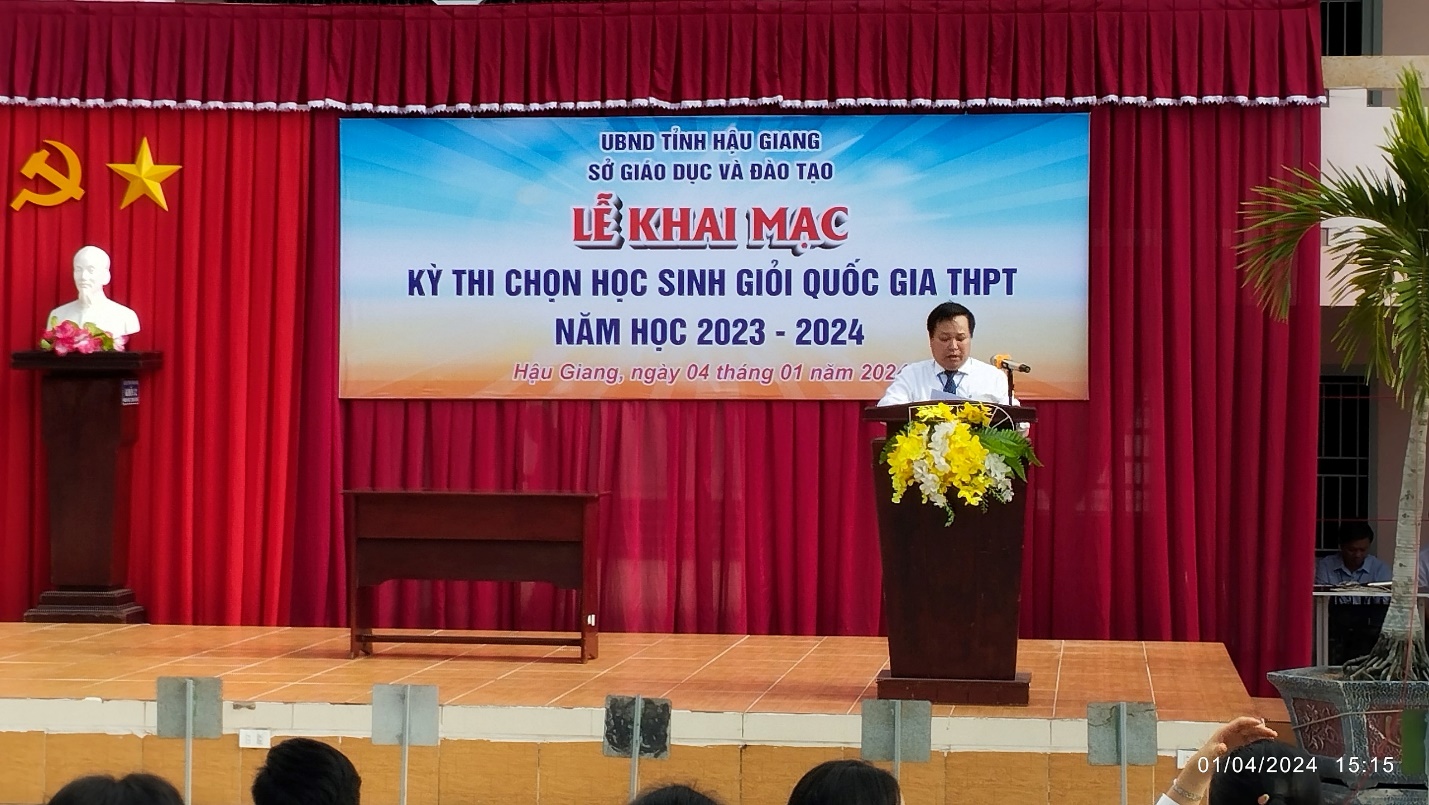 UBND TỈNH HẬU GIANG
SỞ GIÁO DỤC VÀ ĐÀO TẠO
LỄ KHAI MẠC
KỲ THI CHỌN HỌC SINH GIỎI QUỐC GIA THPT
NĂM HỌC 2023 - 2024
Hậu Giang, ngày 04 tháng 01 năm 2024
01/04/2024 15:15